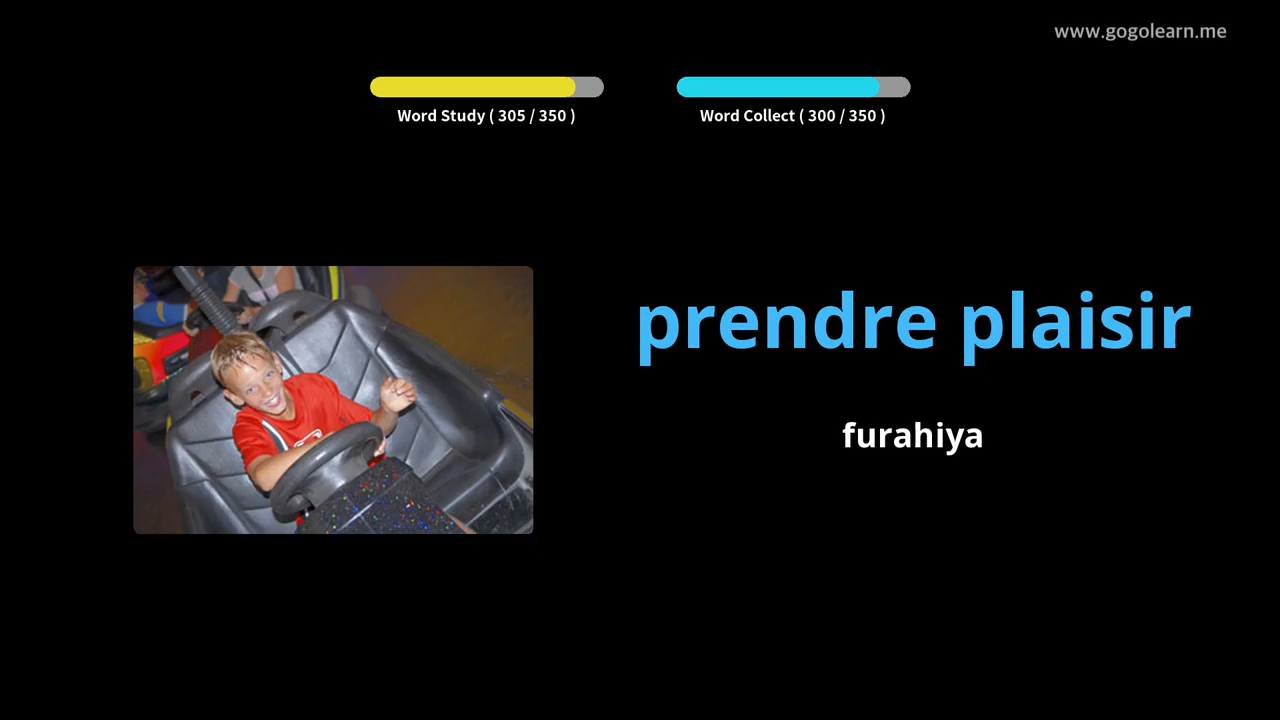 www.gogolearn.me
Word Study ( 305 / 350 )
Word Collect ( 300 / 350 )
prendre plaisir
furahiya